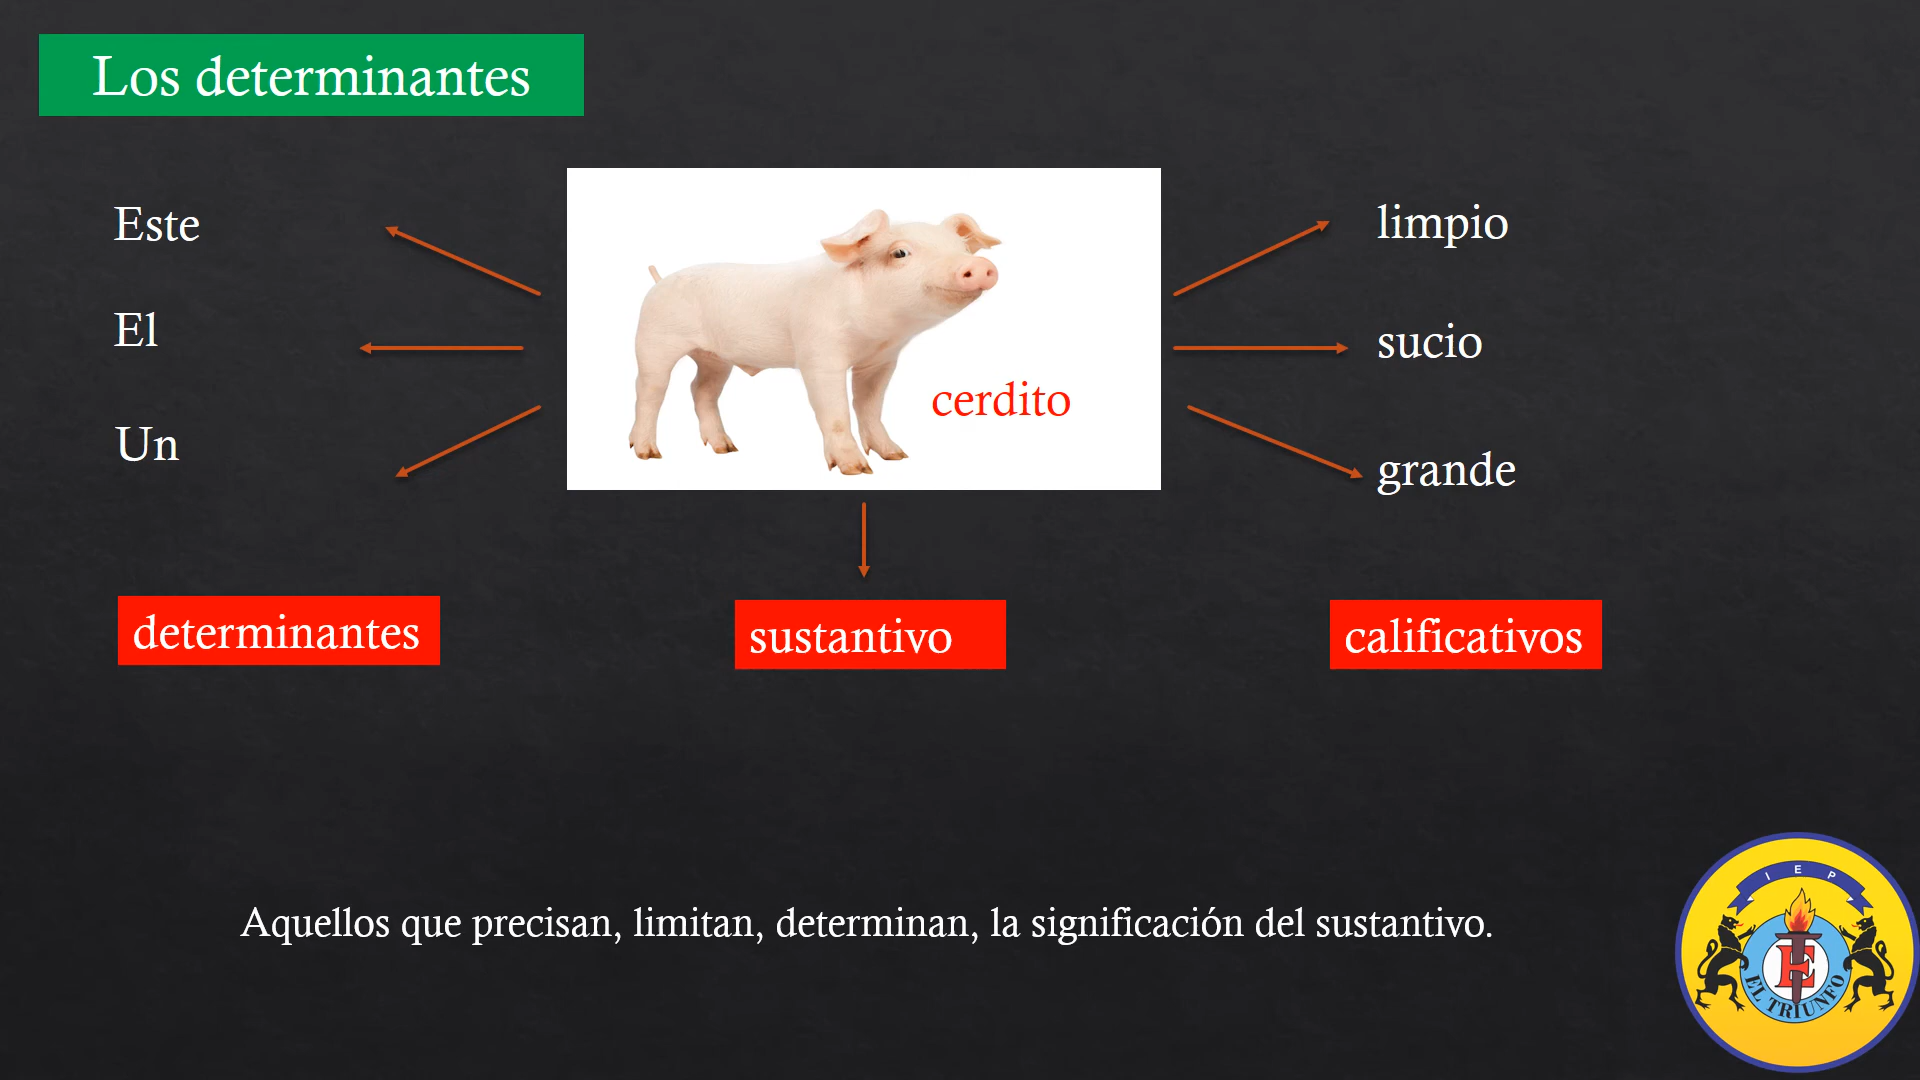 Los determinantes
Este
El
Un
cerdito
limpio
sucio
grande
determinantes
sustantivo
calificativos
Aquellos que precisan, limitan, determinan, la significación del sustantivo.
I E P
E
EL TRIUNFO